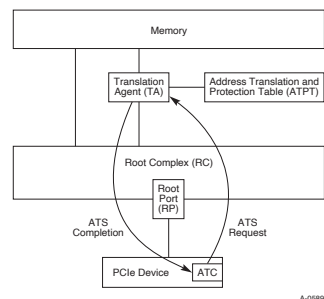 Memory
Translation
Agent (TA)
Address Translation and
Protection Table (ATPT)
Root Complex (RC)
Root
Port
(RP)
ATS
Completion
ATS
Request
PCIe Device
ATC
A-0589